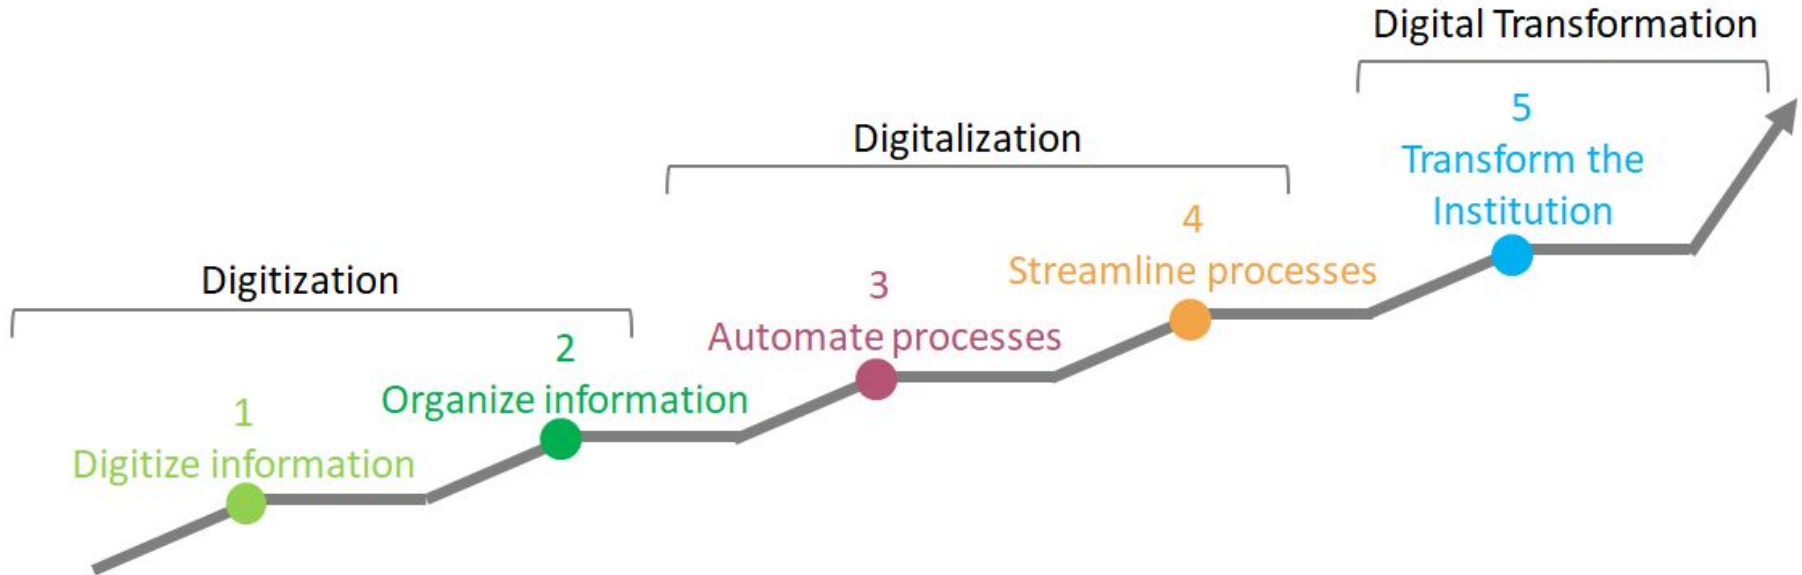 Digitization
1
Digitize information
2
Organize information
Digitalization
3
Automate processes
4
Streamline processes
Digital Transformation
5
Transform the
Institution